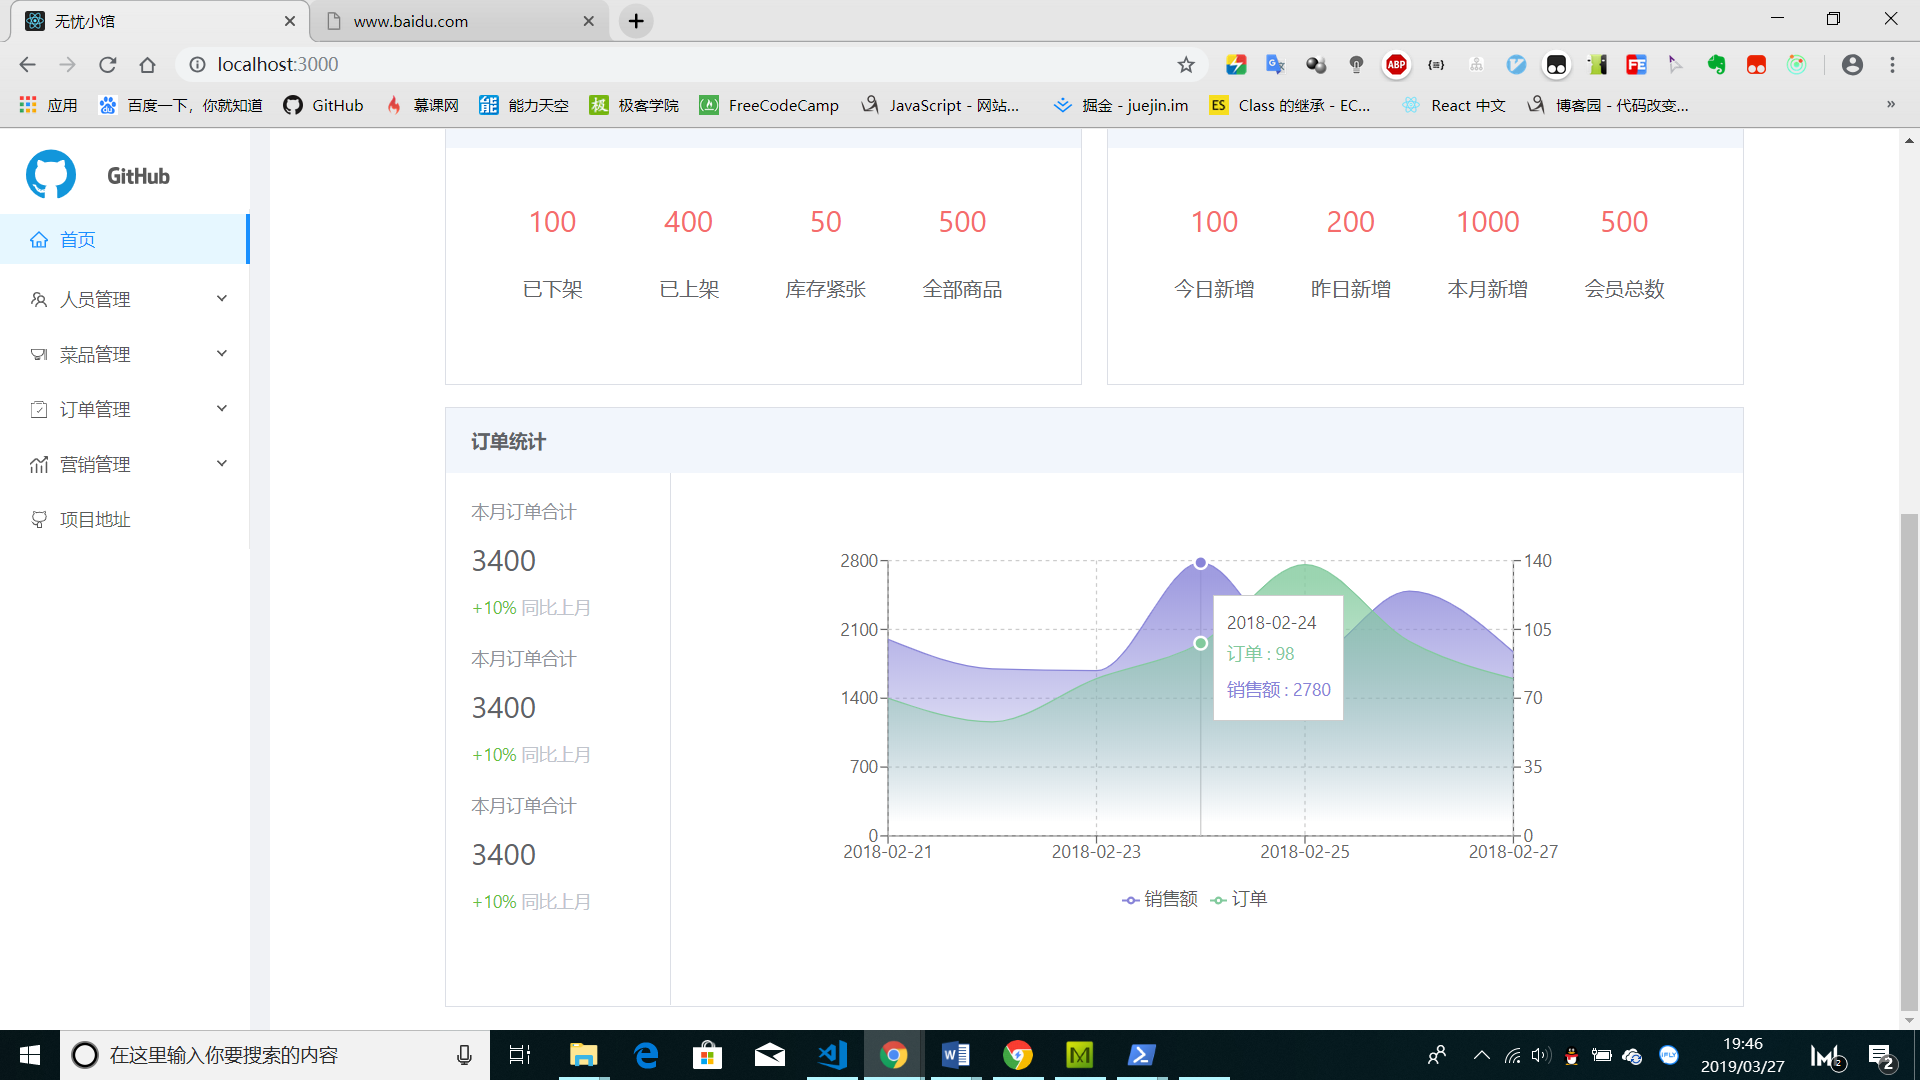 无忧小馆
www.baidu.com
localhost:3000
应用
百度一下，你就知道
GitHub
慕课网
能
能力天空
极
极客学院
FreeCodeCamp
JavaScript - 网站...
掘金 - juejin.im
ES
Class 的继承 - EC...
React 中文
博客园 - 代码改变...
»
ABP
FE
GitHub
首页
人员管理
菜品管理
订单管理
营销管理
项目地址
100 400 50 500
已下架 已上架 库存紧张 全部商品
100 200 1000 500
今日新增 昨日新增 本月新增 会员总数
订单统计
本月订单合计
3400
+10% 同比上月
本月订单合计
3400
+10% 同比上月
本月订单合计
3400
+10% 同比上月
2800
2100
1400
700
0
140
105
70
35
0
2018-02-24
订单 : 98
销售额 : 2780
2018-02-21 2018-02-23 2018-02-25 2018-02-27
销售额 订单
在这里输入你要搜索的内容
19:46
2019/03/27
2
2